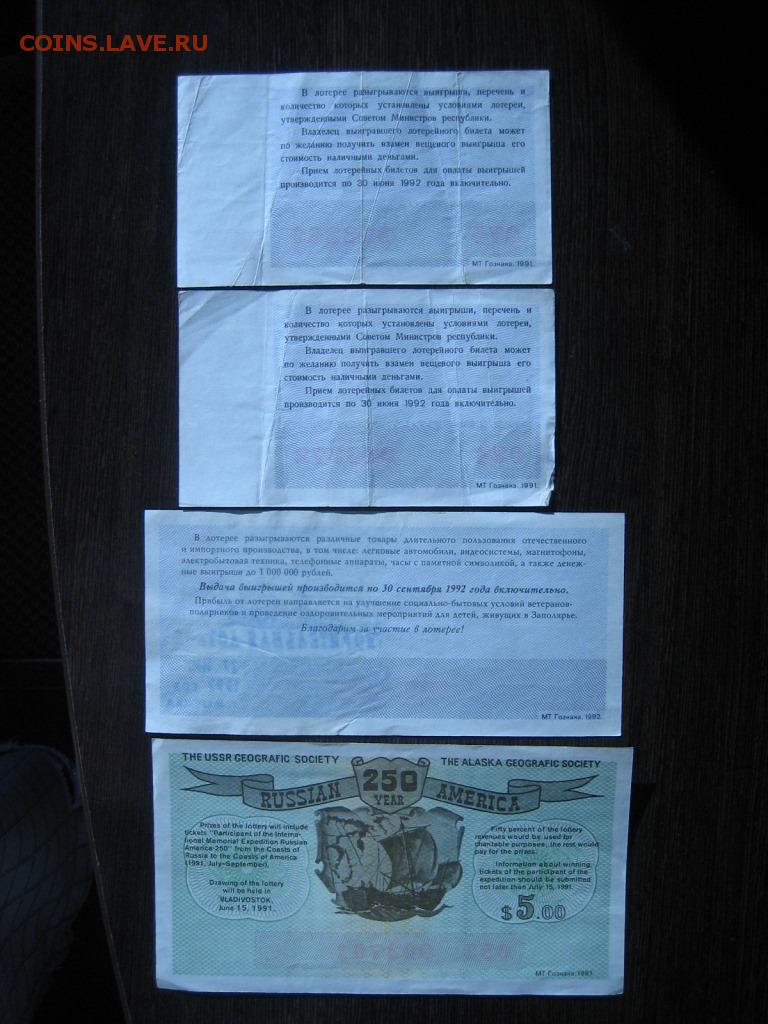 COINS.LAVE.RU
В лотерее разыгрываются выигрыши, перечень и
количество которых установлены условиями лотереи,
утвержденными Советом Министров республики.
Владелец выигравшего лотерейного билета может
по желанию получить взамен вещевого выигрыша его
стоимость наличными деньгами.
Прием лотерейных билетов для оплаты выигрышей
производится по 30 июня 1992 года включительно.
МТ Гознака. 1991.
В лотерее разыгрываются выигрыши, перечень и
количество которых установлены условиями лотереи,
утвержденными Советом Министров республики.
Владелец выигравшего лотерейного билета может
по желанию получить взамен вещевого выигрыша его
стоимость наличными деньгами.
Прием лотерейных билетов для оплаты выигрышей
производится по 30 июня 1992 года включительно.
МТ Гознака. 1991.
В лотерее разыгрываются различные товары длительного пользования отечественного
и импортного производства, в том числе: легковые автомобили, видеосистемы, магнитофоны,
электробытовая техника, телефонные аппараты, часы с памятной символикой, а также денеж-
ные выигрыши до 1 000 000 рублей.
Выдача выигрышей производится по 30 сентября 1992 года включительно.
Прибыль от лотереи направляется на улучшение социально-бытовых условий ветеранов-
полярников и проведение оздоровительных мероприятий для детей, живущих в Заполярье.
Благодарим за участие в лотерее!
МТ Гознака. 1992.
THE USSR GEOGRAFIC SOCIETY
THE ALASKA GEOGRAFIC SOCIETY
RUSSIAN 250 YEAR AMERICA
Prizes of the lottery will include
tickets "Participant of the Interna-
tional Memorial Expedition Russian
America-250" from the Coasts of
Russia to the Coasts of America
(1991, July–September).
Drawing of the lottery
will be held in
VLADIVOSTOK,
June 15, 1991.
Fifty percent of the lottery
revenues would be used for
charitable purposes, the rest would
pay for the prizes.
Information about winning
tickets of the participant of the
expedition should be submitted
not later than July 15, 1991.
$5.00
МТ Гознака. 1991.